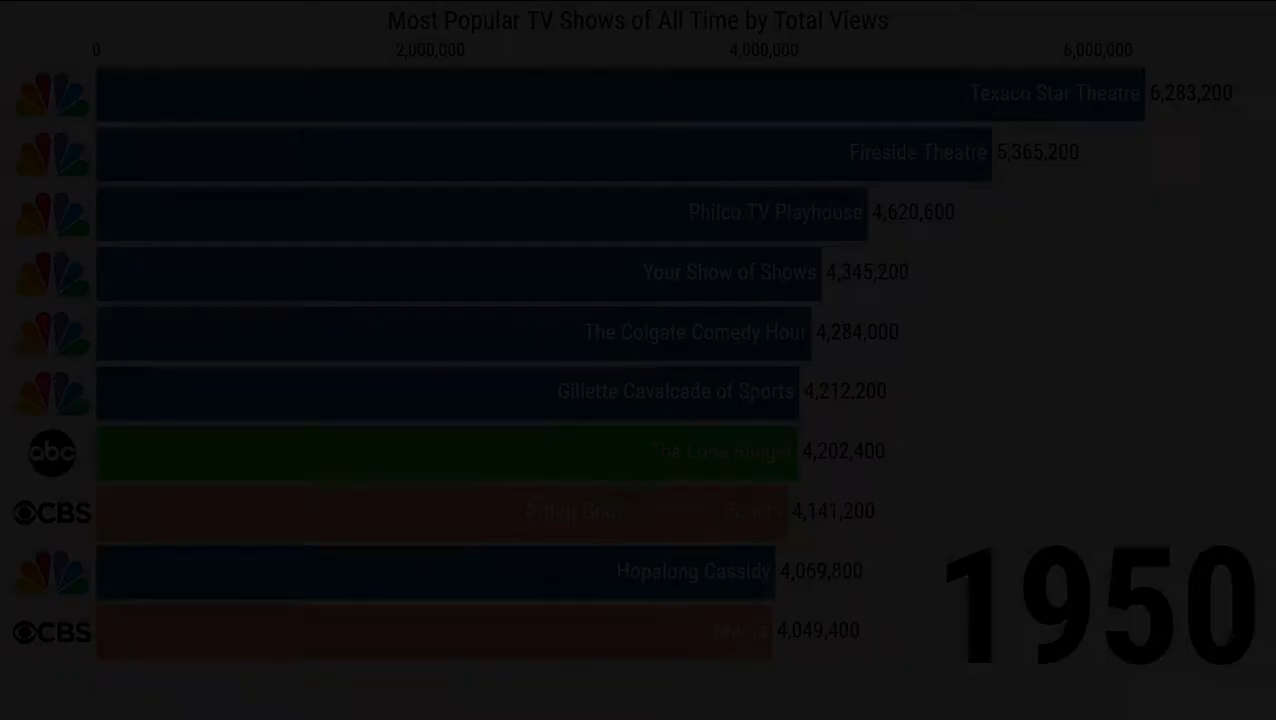 Most Popular TV Shows of All Time by Total Views
0 2,000,000 4,000,000 6,000,000
Texaco Star Theatre 6,283,200
Fireside Theatre 5,365,200
Philco TV Playhouse 4,620,600
Your Show of Shows 4,345,200
The Colgate Comedy Hour 4,284,000
Gillette Cavalcade of Sports 4,212,200
abc The Lone Ranger 4,202,400
CBS 4,141,200
Hopalong Cassidy 4,069,800
CBS 4,049,400
1950